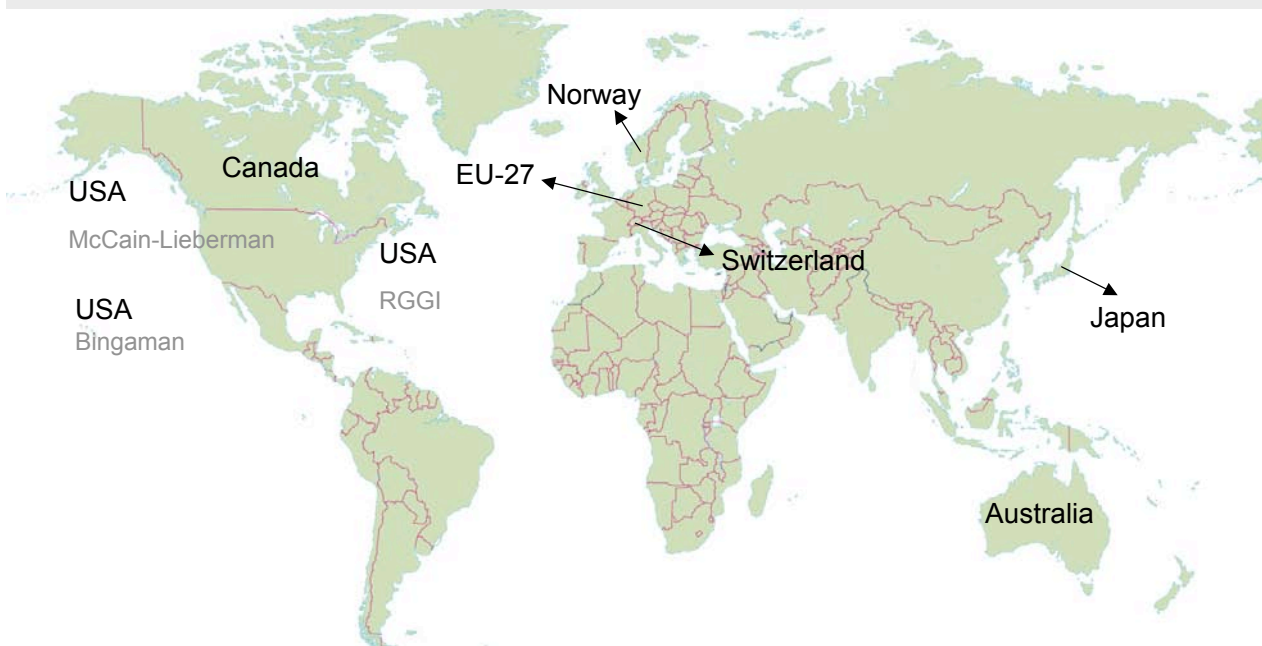 Norway
Canada
EU-27
USA
McCain-Lieberman
USA
Switzerland
RGGI
USA
Bingaman
Japan
Australia